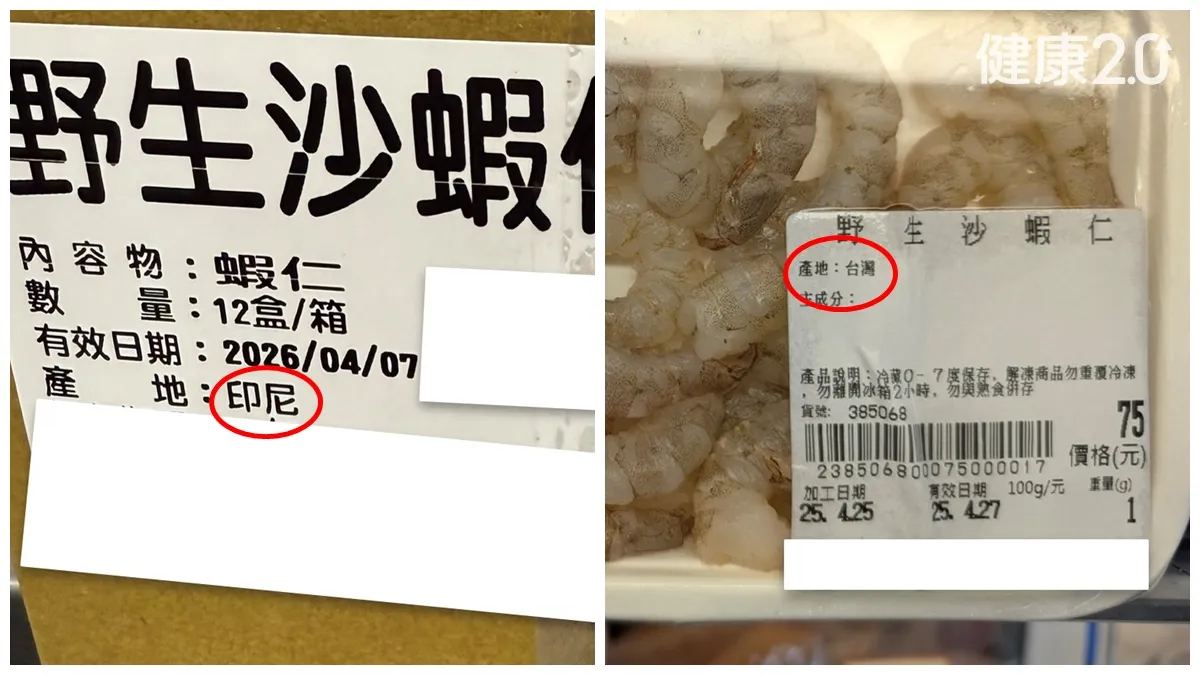 野生沙蝦仁
內容物：蝦仁
數量：12盒/箱
有效日期：2026/04/07
產地：印尼
健康2.0
野生沙蝦仁
產地：台灣
主成分：
產品說明：冷藏0-7度保存，解凍商品勿重覆冷凍
，勿離開冰箱2小時，勿與熟食併存
貨號： 385068
75
價格(元)
2385068007500017
加工日期 有效日期 100g/元 重量(g)
25. 4.25 25. 4.27 1